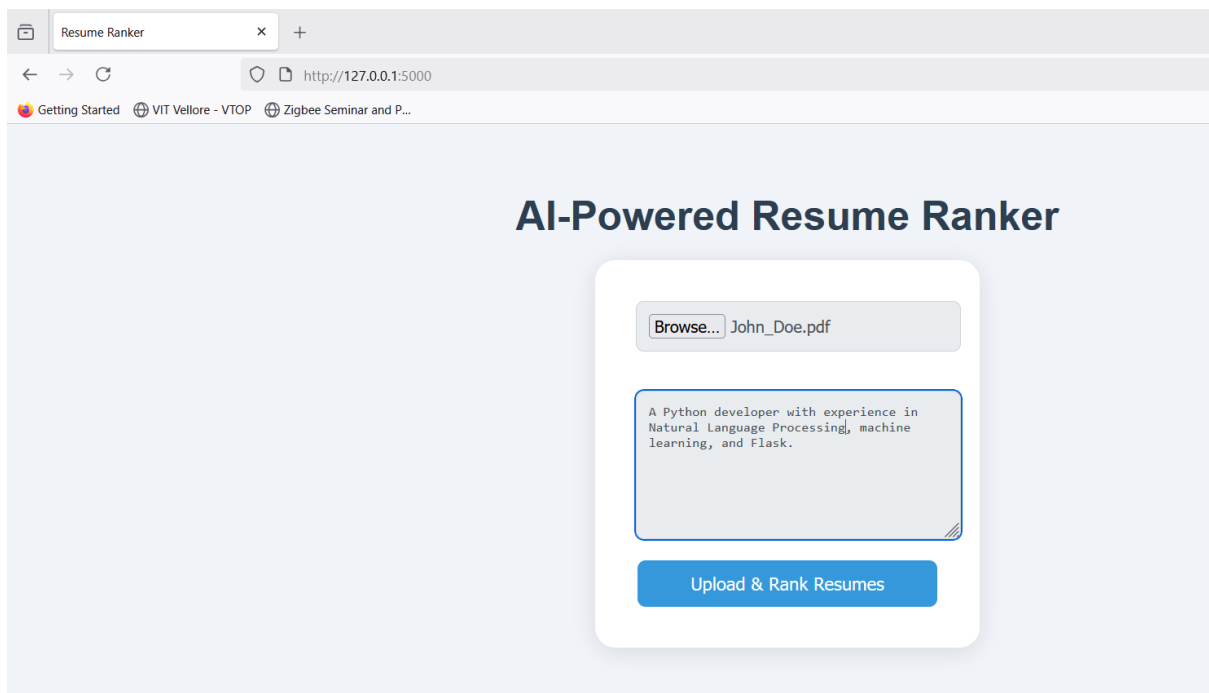 Resume Ranker
http://127.0.0.1:5000
Getting Started VIT Vellore - VTOP Zigbee Seminar and P...
AI-Powered Resume Ranker
Browse... John_Doe.pdf
A Python developer with experience in
Natural Language Processing, machine
learning, and Flask.
Upload & Rank Resumes